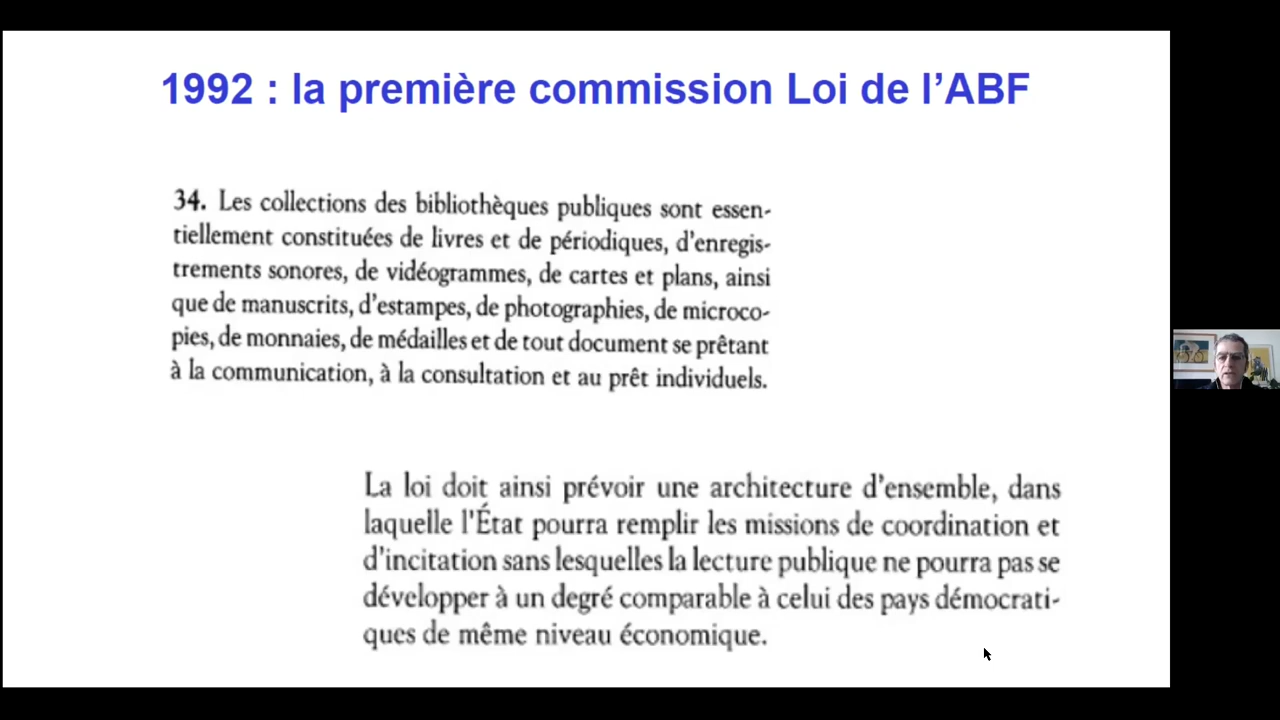 1992 : la première commission Loi de l’ABF
34. Les collections des bibliothèques publiques sont essen-
tiellement constituées de livres et de périodiques, d'enregis-
trements sonores, de vidéogrammes, de cartes et plans, ainsi
que de manuscrits, d'estampes, de photographies, de microco-
pies, de monnaies, de médailles et de tout document se prêtant
à la communication, à la consultation et au prêt individuels.
La loi doit ainsi prévoir une architecture d'ensemble, dans
laquelle l'État pourra remplir les missions de coordination et
d'incitation sans lesquelles la lecture publique ne pourra pas se
développer à un degré comparable à celui des pays démocrati-
ques de même niveau économique.